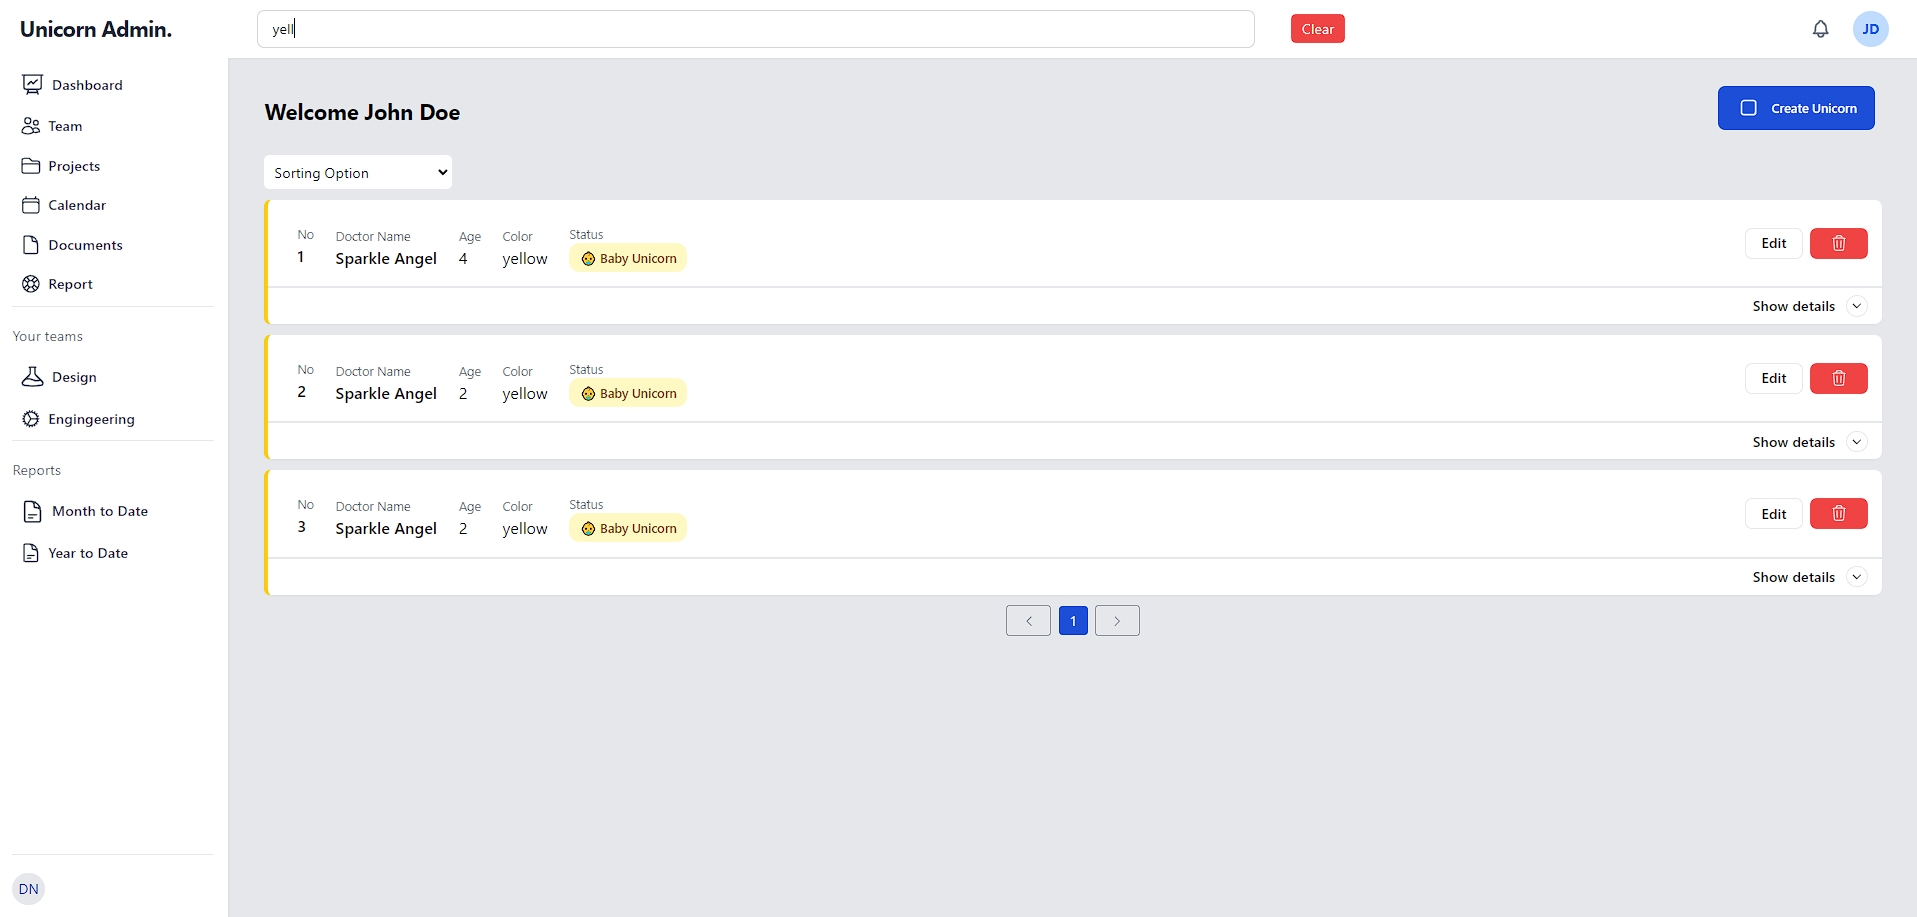 Unicorn Admin.
yell
Clear
JD
Dashboard
Team
Projects
Calendar
Documents
Report
Your teams
Design
Engingeering
Reports
Month to Date
Year to Date
DN
Welcome John Doe
Create Unicorn
Sorting Option
No Doctor Name Age Color Status
1 Sparkle Angel 4 yellow Baby Unicorn
Edit
Show details
No Doctor Name Age Color Status
2 Sparkle Angel 2 yellow Baby Unicorn
Edit
Show details
No Doctor Name Age Color Status
3 Sparkle Angel 2 yellow Baby Unicorn
Edit
Show details
1